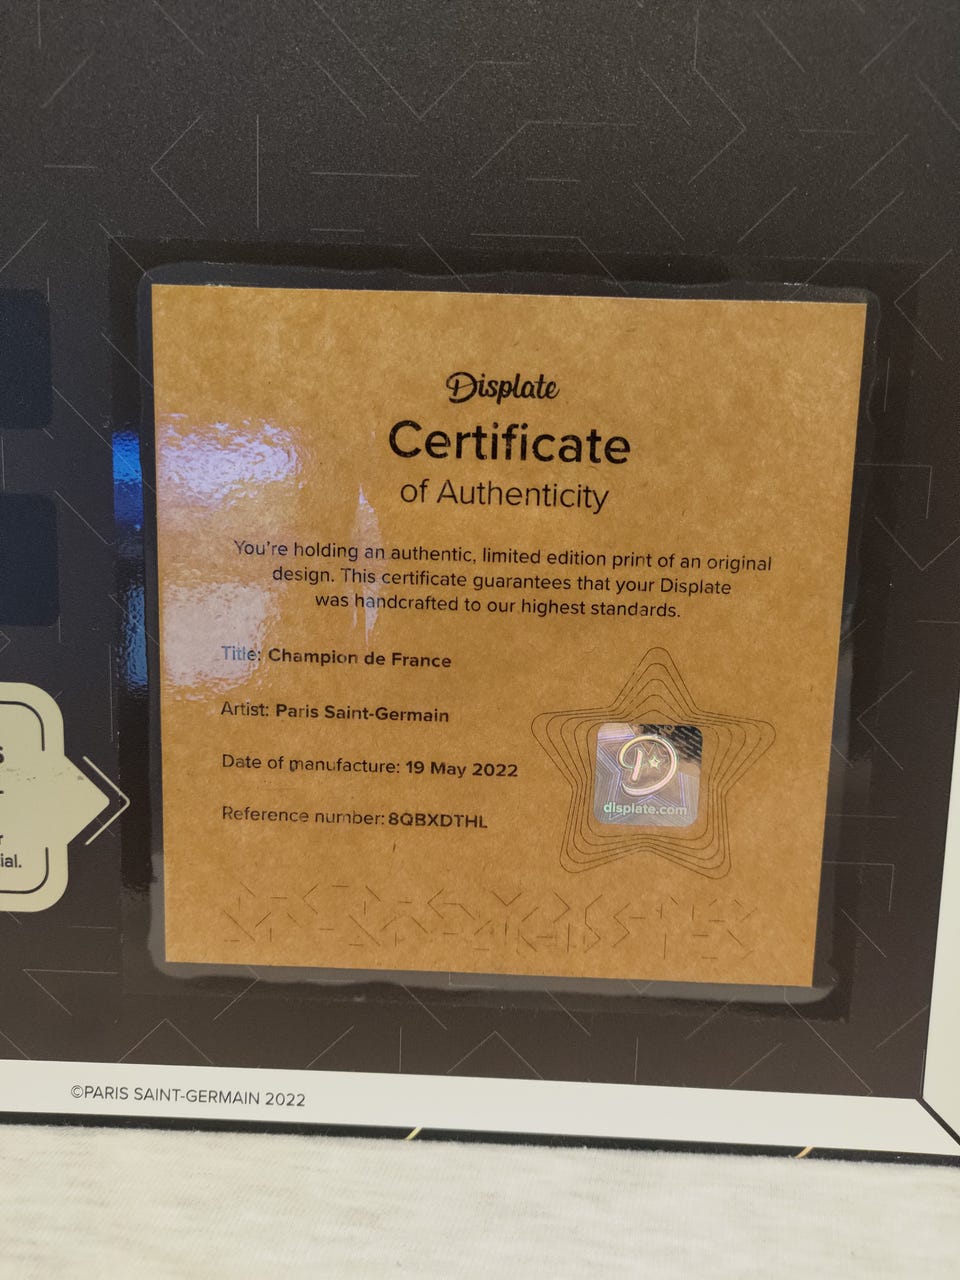 Displate
Certificate
of Authenticity
You're holding an authentic, limited edition print of an original
design. This certificate guarantees that your Displate
was handcrafted to our highest standards.
Title: Champion de France
Artist: Paris Saint-Germain
Date of manufacture: 19 May 2022
Reference number: 8QBXDTHL
D
displate.com
ial.
©PARIS SAINT-GERMAIN 2022